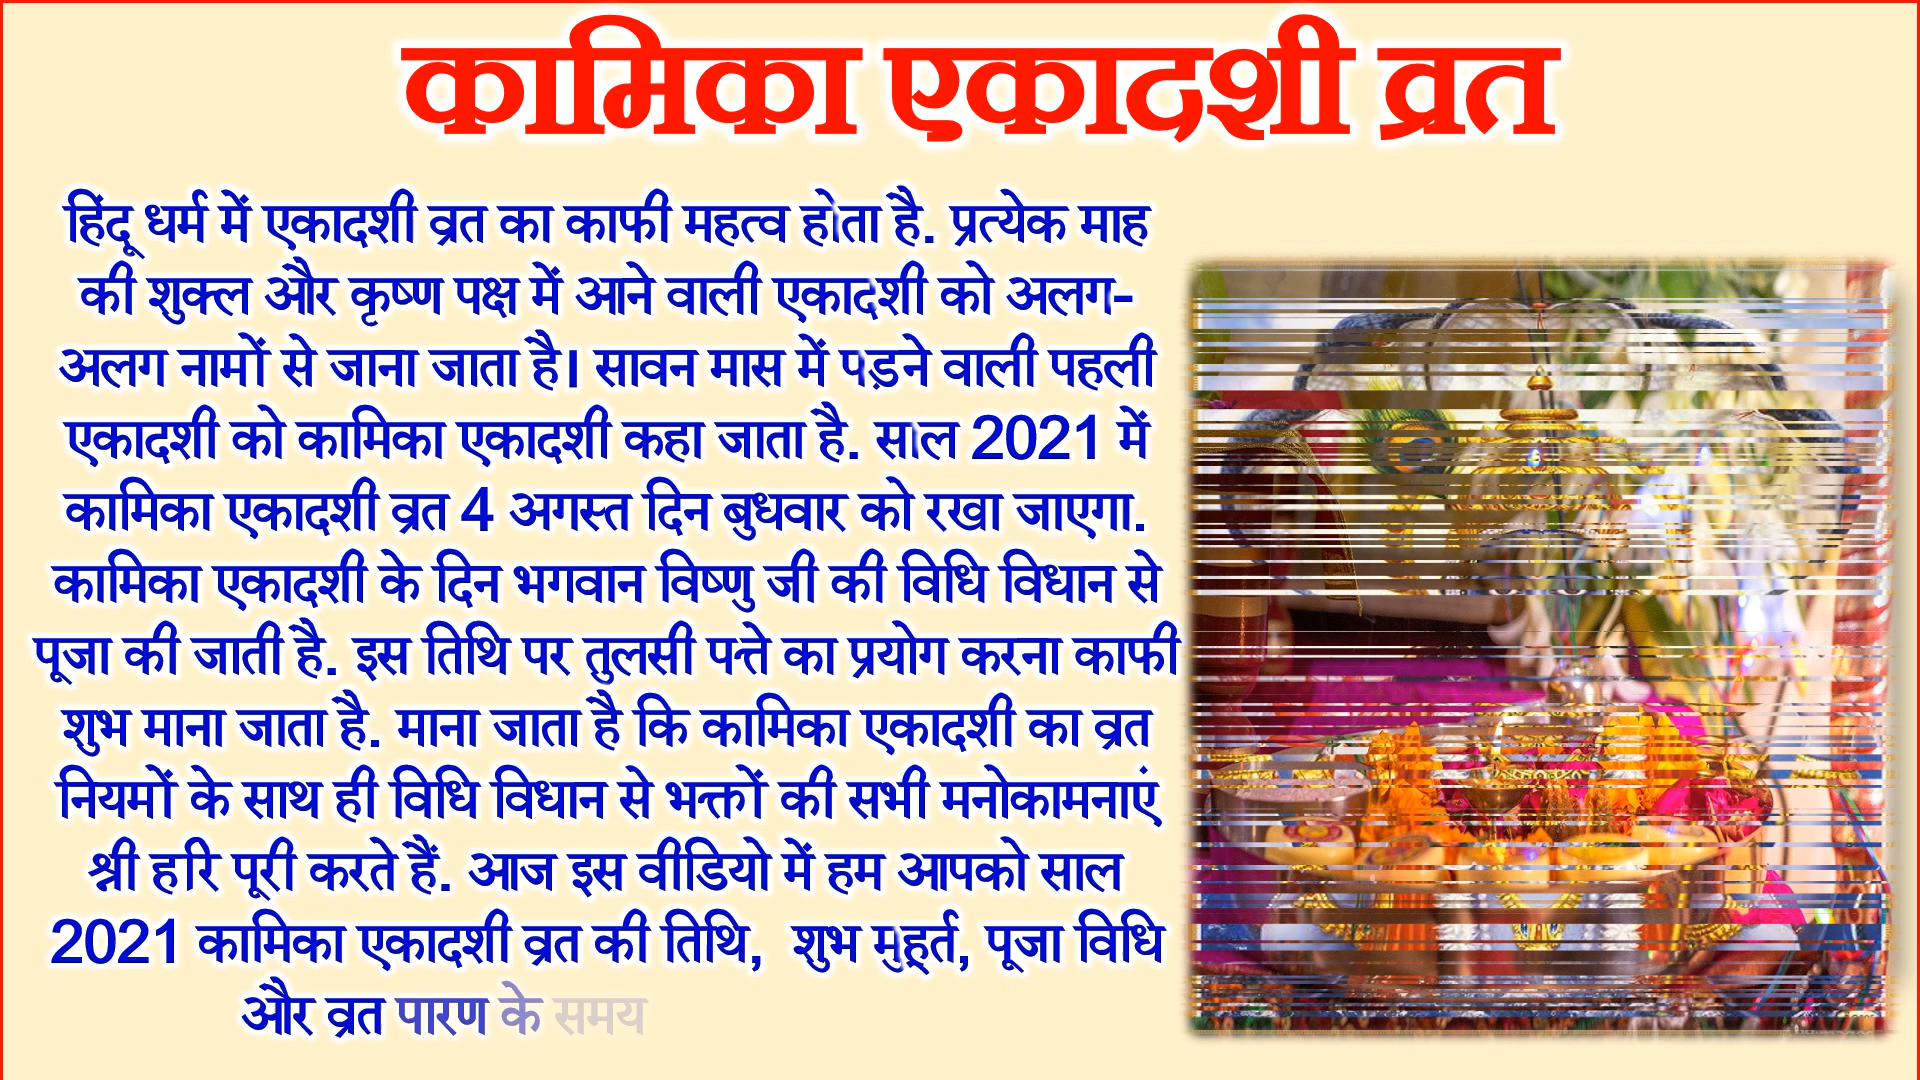 कामिका एकादशी व्रत
हिंदू धर्म में एकादशी व्रत का काफी महत्व होता है. प्रत्येक माह
की शुक्ल और कृष्ण पक्ष में आने वाली एकादशी को अलग-
अलग नामों से जाना जाता है। सावन मास में पड़ने वाली पहली
एकादशी को कामिका एकादशी कहा जाता है. साल 2021 में
कामिका एकादशी व्रत 4 अगस्त दिन बुधवार को रखा जाएगा.
कामिका एकादशी के दिन भगवान विष्णु जी की विधि विधान से
पूजा की जाती है. इस तिथि पर तुलसी पत्ते का प्रयोग करना काफी
शुभ माना जाता है. माना जाता है कि कामिका एकादशी का व्रत
नियमों के साथ ही विधि विधान से भक्तों की सभी मनोकामनाएं
श्री हरि पूरी करते हैं. आज इस वीडियो में हम आपको साल
2021 कामिका एकादशी व्रत की तिथि, शुभ मुहूर्त, पूजा विधि
और व्रत पारण के समय